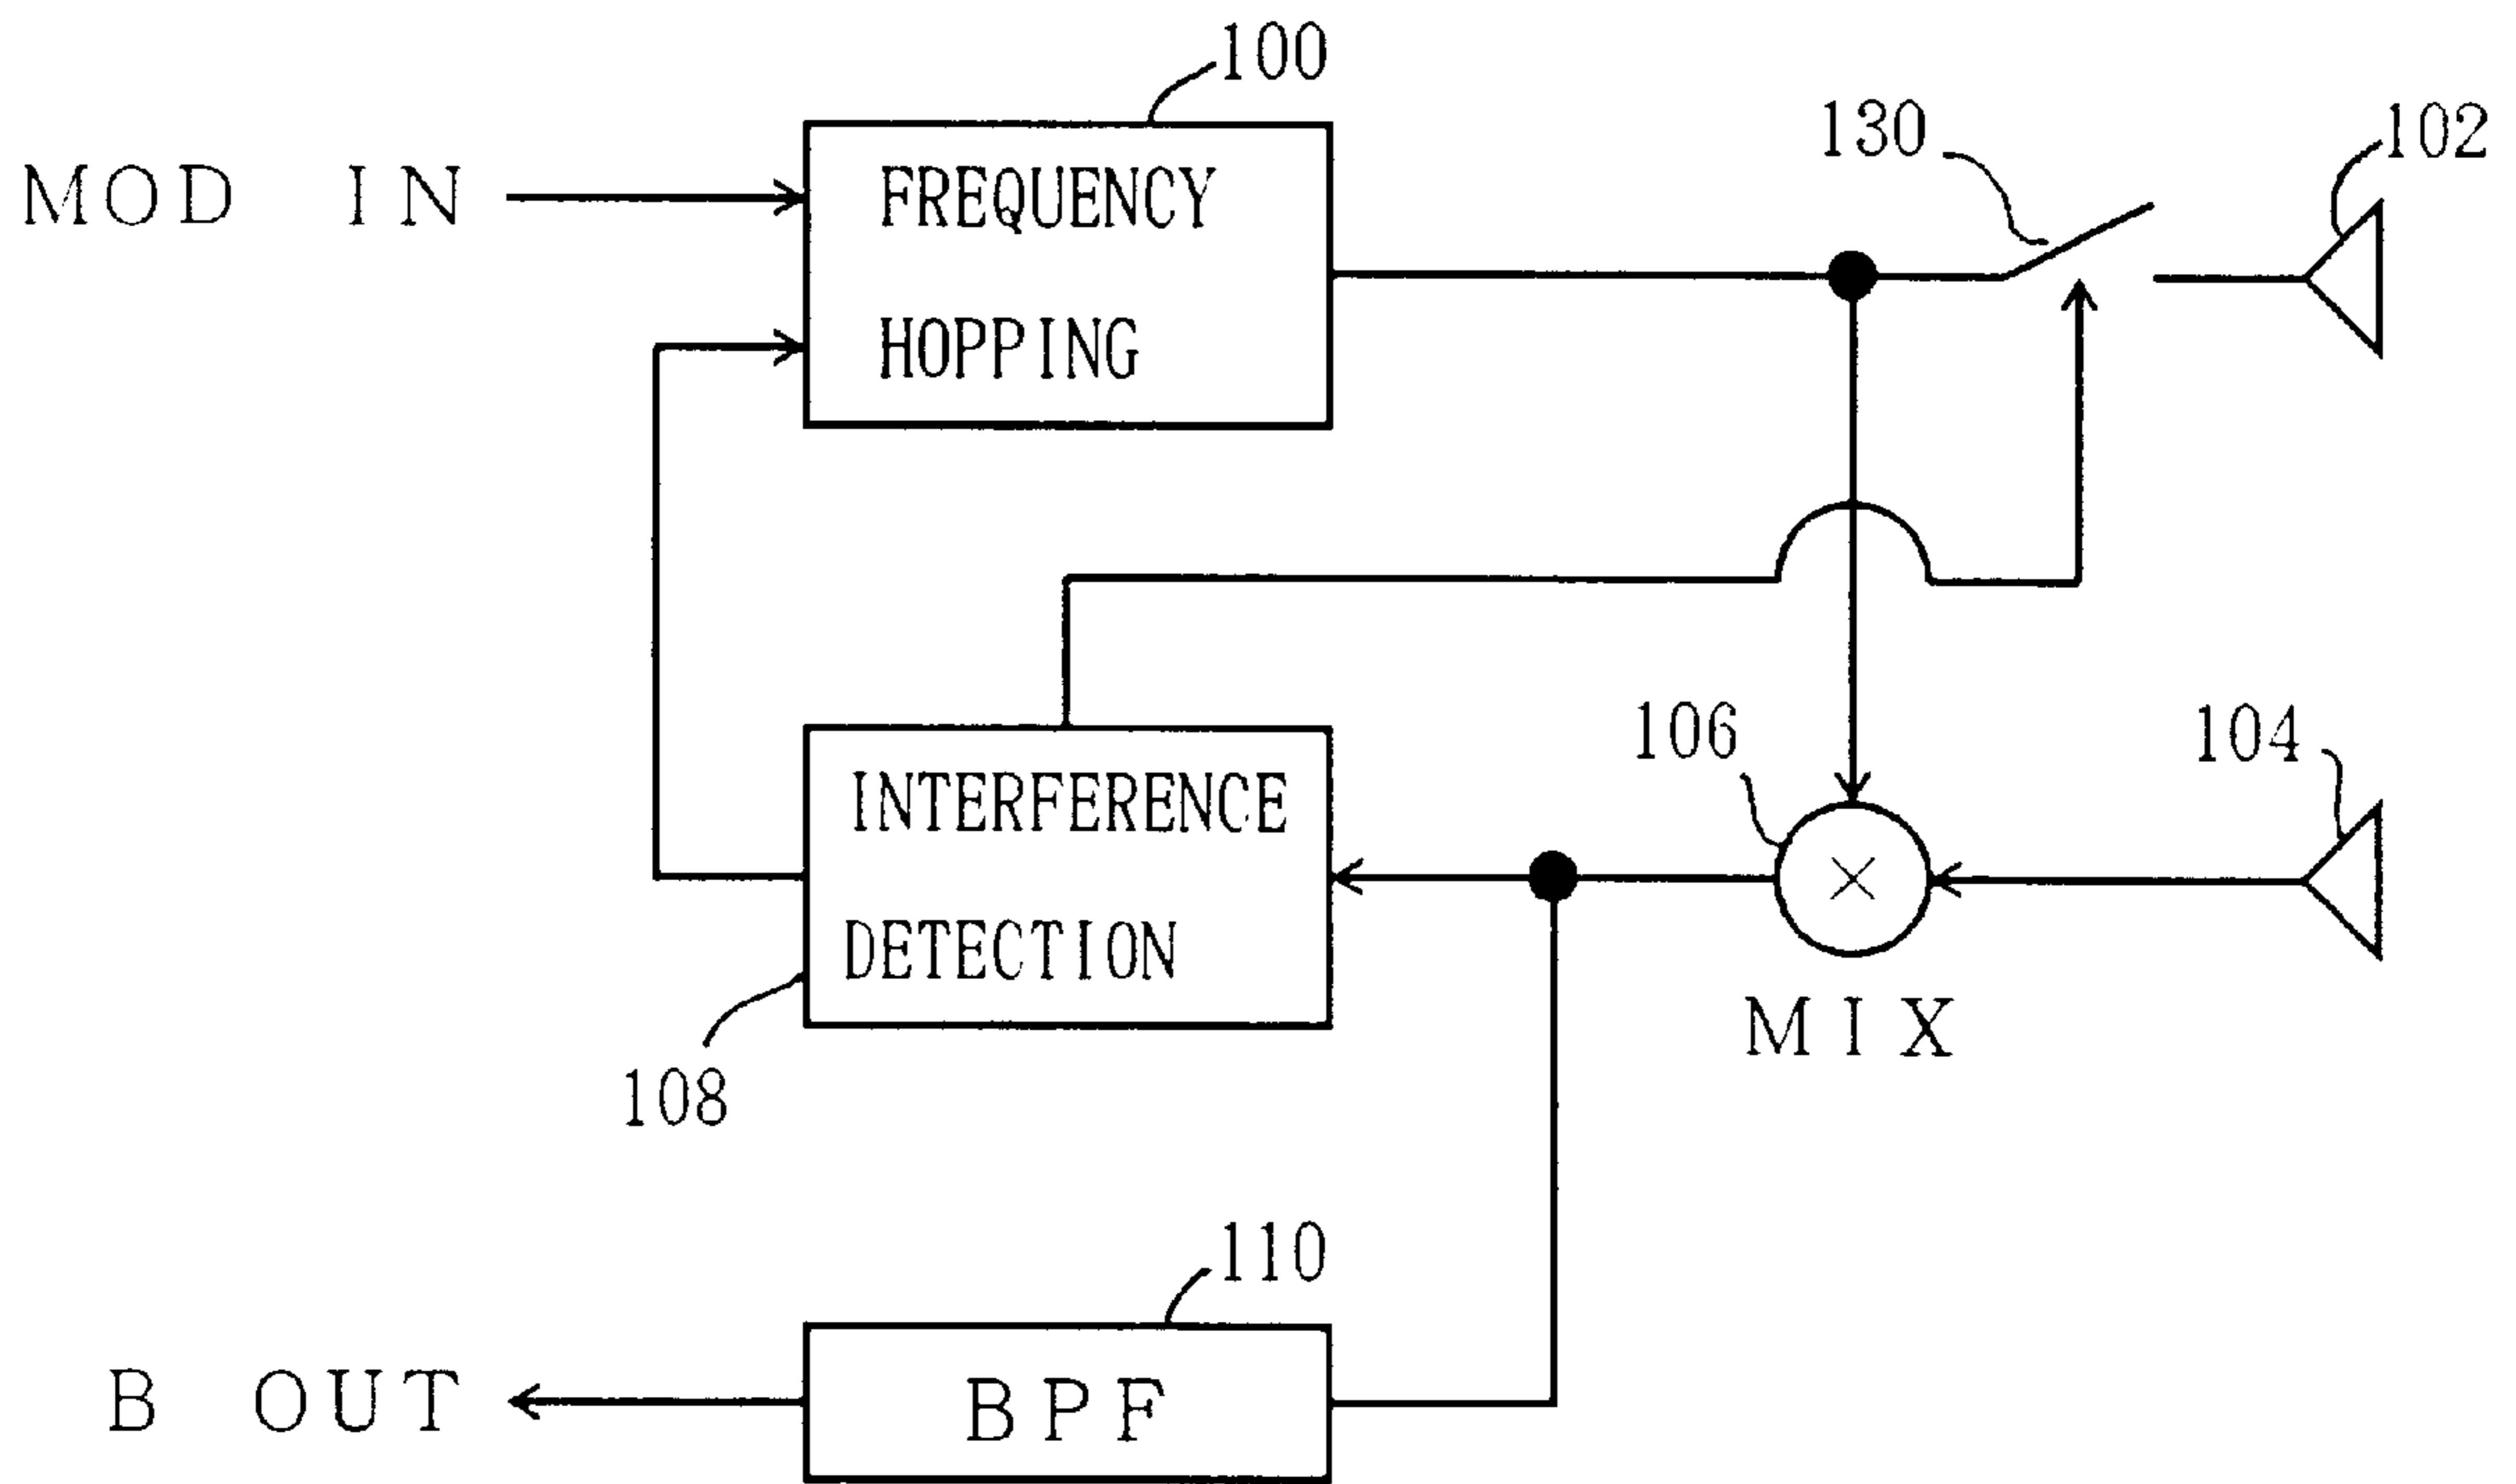 100
130
102
MOD IN
FREQUENCY
HOPPING
106
104
INTERFERENCE
DETECTION
MIX
108
110
B OUT
BPF